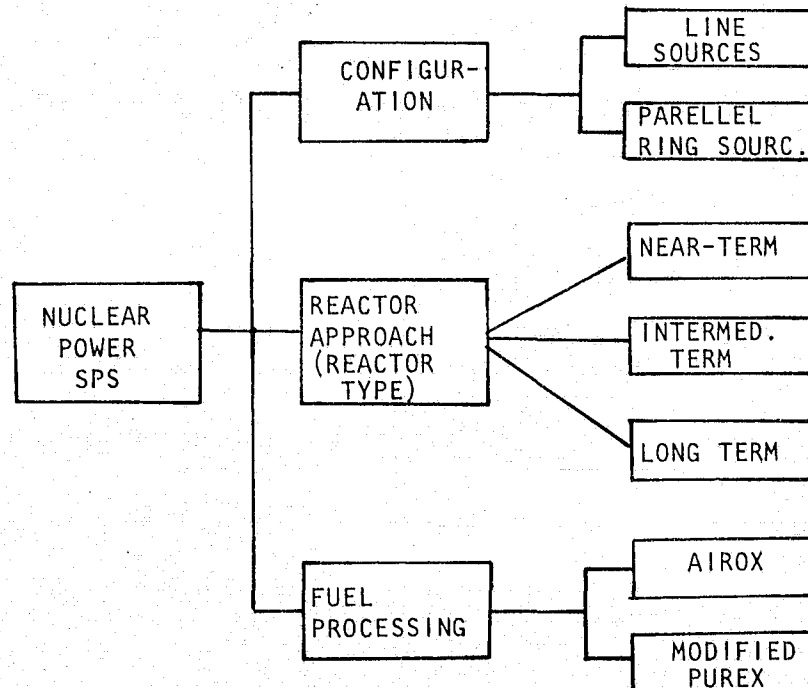 NUCLEAR
POWER
SPS
CONFIGUR-
ATION
LINE
SOURCES
PARELLEL
RING SOURC.
REACTOR
APPROACH
(REACTOR
TYPE)
NEAR-TERM
INTERMED.
TERM
LONG TERM
FUEL
PROCESSING
AIROX
MODIFIED
PUREX